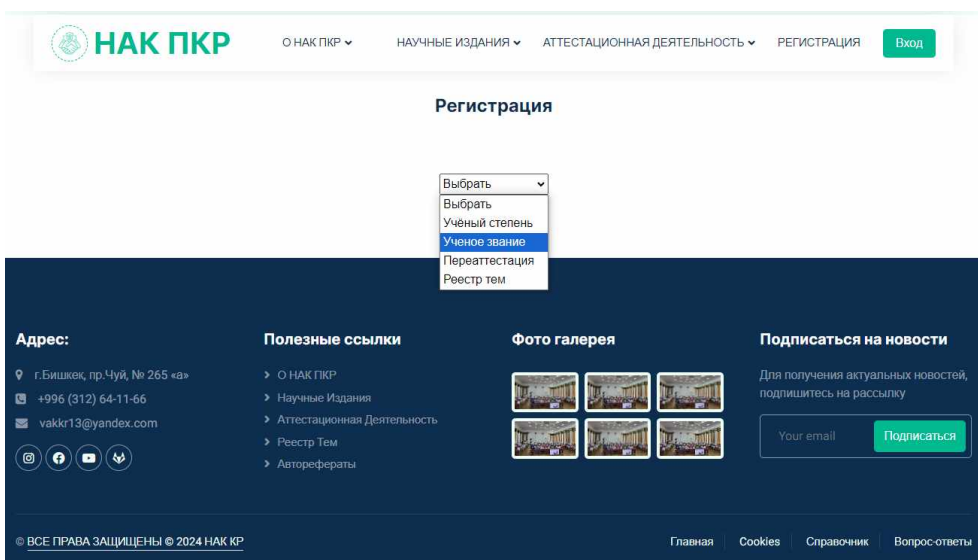 НАК ПКР
О НАК ПКР
НАУЧНЫЕ ИЗДАНИЯ
АТТЕСТАЦИОННАЯ ДЕЯТЕЛЬНОСТЬ
РЕГИСТРАЦИЯ
Вход
Регистрация
Выбрать
Выбрать
Учёный степень
Ученое звание
Переаттестация
Реестр тем
Адрес:
г.Бишкек, пр.Чуй, № 265 «а»
+996 (312) 64-11-66
vakkr13@yandex.com
Полезные ссылки
О НАК ПКР
Научные Издания
Аттестационная Деятельность
Реестр Тем
Авторефераты
Фото галерея
Подписаться на новости
Для получения актуальных новостей,
подпишитесь на рассылку
Your email
Подписаться
© ВСЕ ПРАВА ЗАЩИЩЕНЫ © 2024 НАК КР
Главная
Cookies
Справочник
Вопрос-ответы